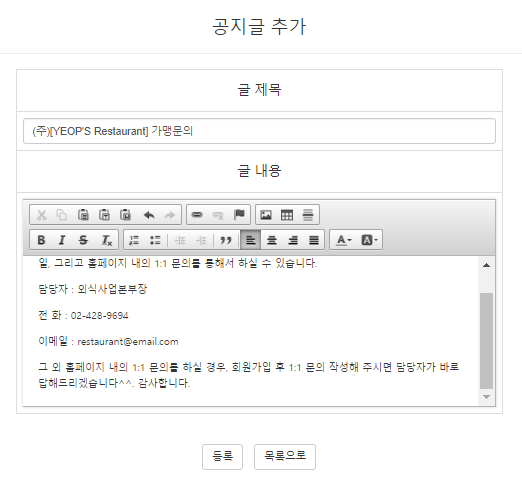 공지글 추가
글 제목
(주)[YEOP'S Restaurant] 가맹문의
글 내용
B I S Ix
A A
일, 그리고 홈페이지 내의 1:1 문의를 통해서 하실 수 있습니다.
담당자 : 외식사업본부장
전 화 : 02-428-9694
이메일 : restaurant@email.com
그 외 홈페이지 내의 1:1 문의를 하실 경우, 회원가입 후 1:1 문의 작성해 주시면 담당자가 바로
답해드리겠습니다^^. 감사합니다.
등록 목록으로